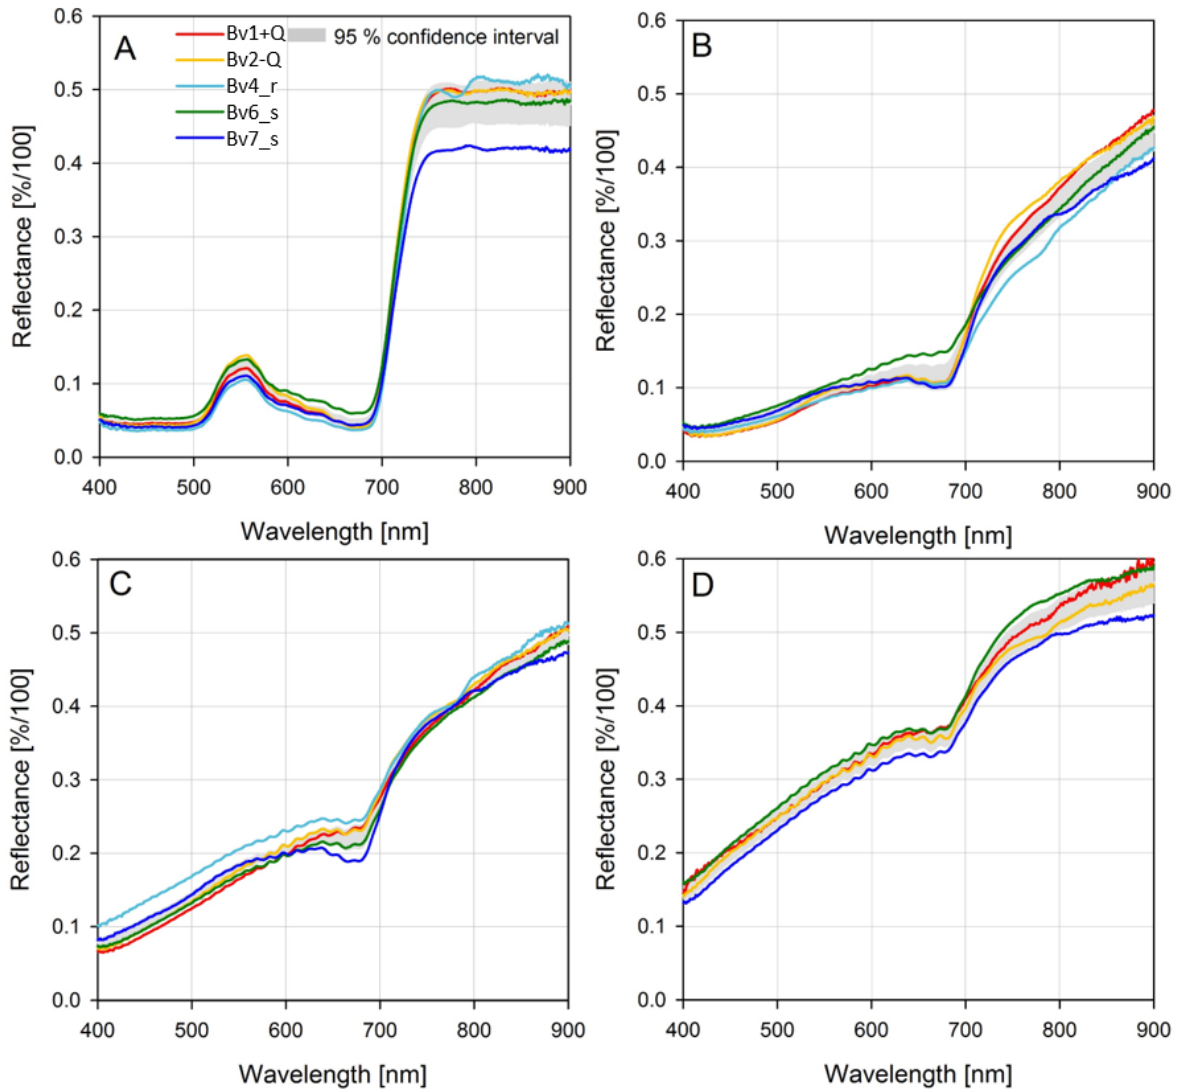 A
Bv1+Q
95 % confidence interval
Bv2-Q
Bv4_r
Bv6_s
Bv7_s
0.6
0.5
0.4
0.3
0.2
0.1
0.0
Reflectance [%/100]
400 500 600 700 800 900
Wavelength [nm]
B
0.6
0.5
0.4
0.3
0.2
0.1
0.0
Reflectance [%/100]
400 500 600 700 800 900
Wavelength [nm]
C
0.6
0.5
0.4
0.3
0.2
0.1
0.0
Reflectance [%/100]
400 500 600 700 800 900
Wavelength [nm]
D
0.6
0.5
0.4
0.3
0.2
0.1
0.0
Reflectance [%/100]
400 500 600 700 800 900
Wavelength [nm]